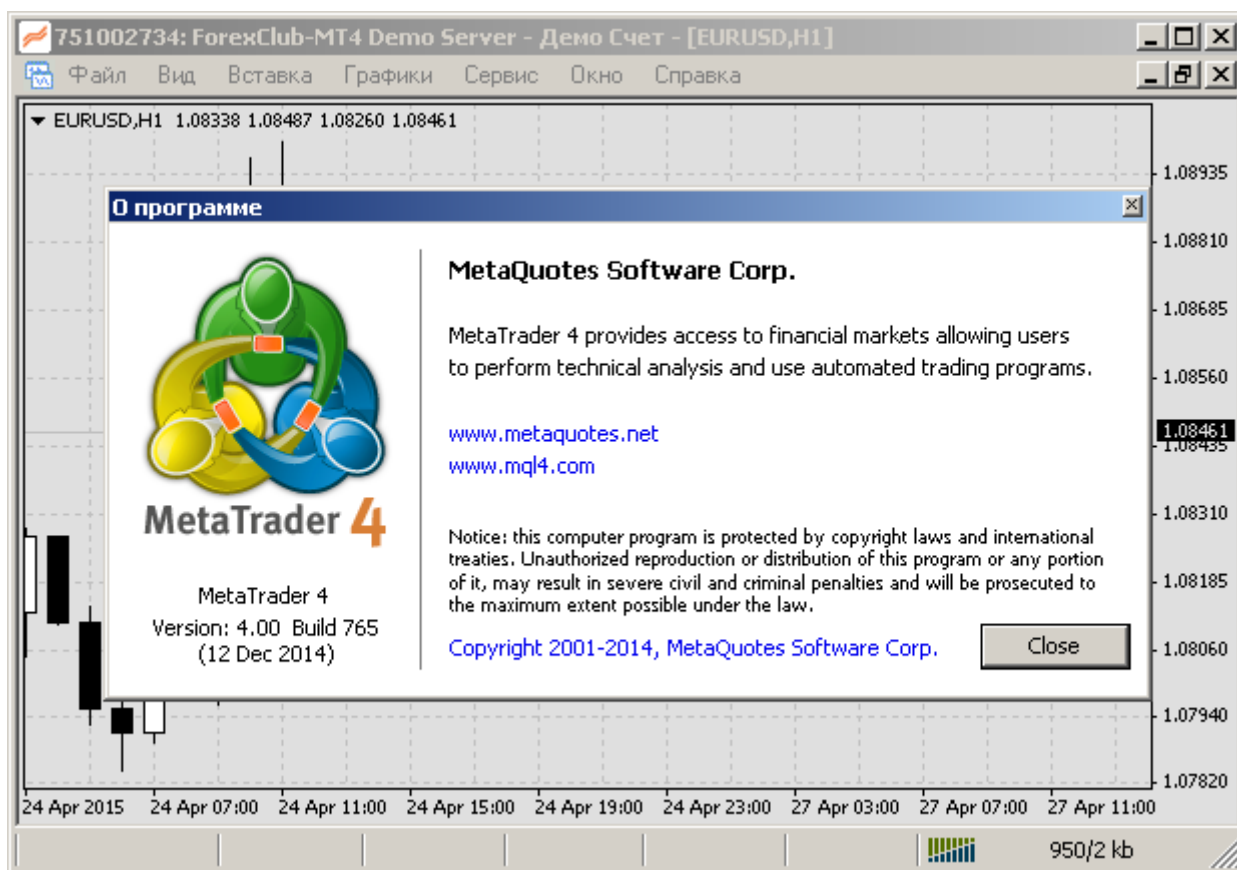 751002734: ForexClub-MT4 Demo Server - Демо Счет - [EURUSD,H1]
Файл Вид Вставка Графики Сервис Окно Справка
EURUSD,H1 1.08338 1.08487 1.08260 1.08461
1.08935
О программе
1.08810
MetaQuotes Software Corp.
1.08685
MetaTrader 4 provides access to financial markets allowing users
to perform technical analysis and use automated trading programs.
1.08560
www.metaquotes.net
1.08461
1.08435
www.mql4.com
MetaTrader 4
1.08310
Notice: this computer program is protected by copyright laws and international
treaties. Unauthorized reproduction or distribution of this program or any portion
of it, may result in severe civil and criminal penalties and will be prosecuted to
the maximum extent possible under the law.
1.08185
MetaTrader 4
Version: 4.00 Build 765
(12 Dec 2014)
Copyright 2001-2014, MetaQuotes Software Corp.
Close
1.08060
1.07940
1.07820
24 Apr 2015 24 Apr 07:00 24 Apr 11:00 24 Apr 15:00 24 Apr 19:00 24 Apr 23:00 27 Apr 03:00 27 Apr 07:00 27 Apr 11:00
950/2 kb